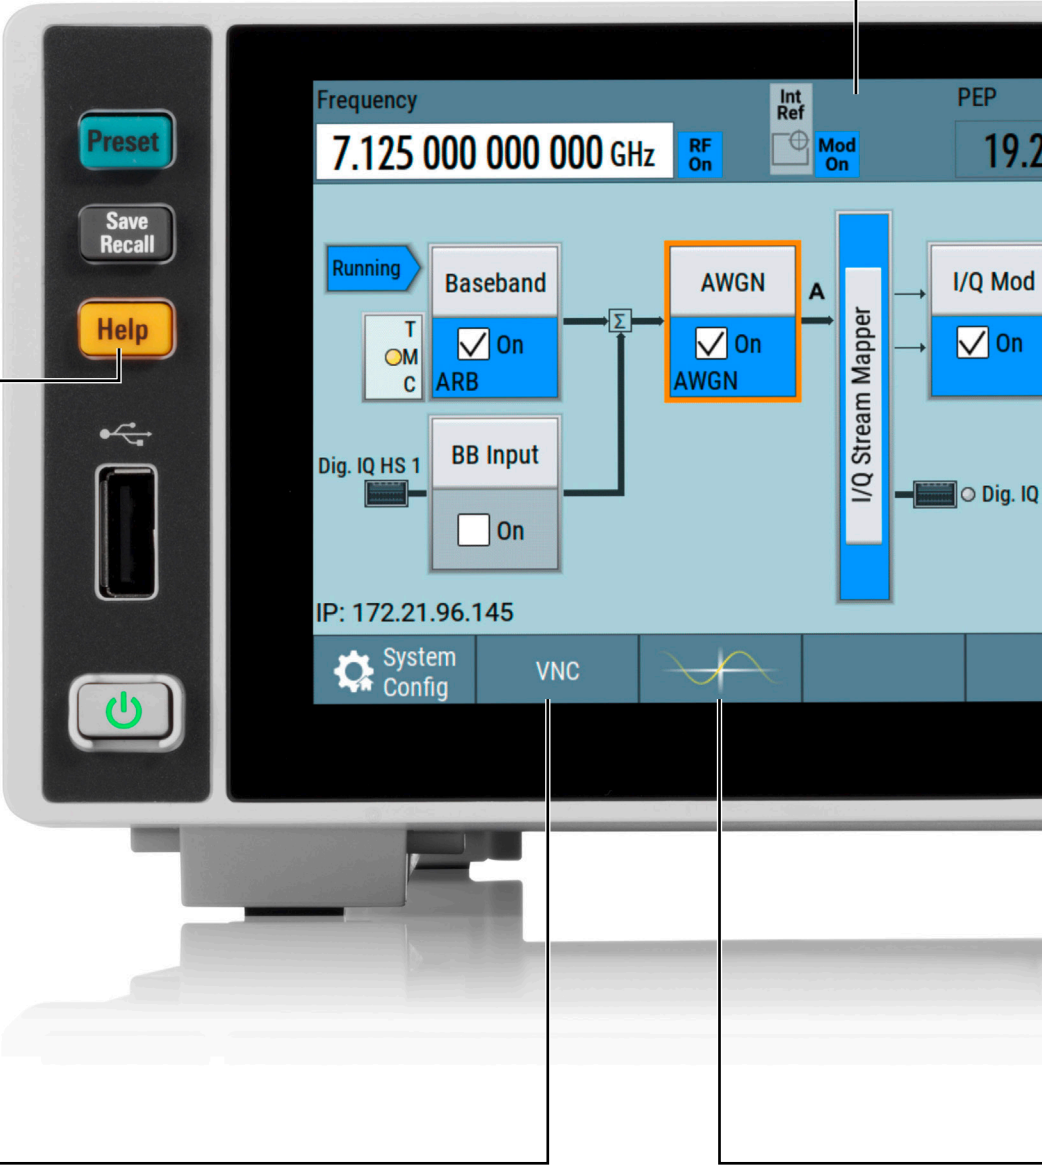 Preset
Save
Recall
Help
Frequency
7.125 000 000 000 GHz
RF
On
Int
Ref
Mod
On
PEP
19.2
Running
Baseband
On
ARB
T
M
C
Σ
AWGN
On
AWGN
A
I/Q Stream Mapper
I/Q Mod
On
Dig. IQ HS 1
BB Input
On
Dig. IQ
IP: 172.21.96.145
System
Config
VNC